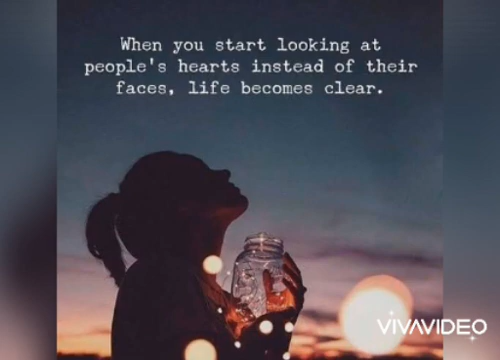 When you start looking at
people's hearts instead of their
faces, life becomes clear.
VIVAVIDEO